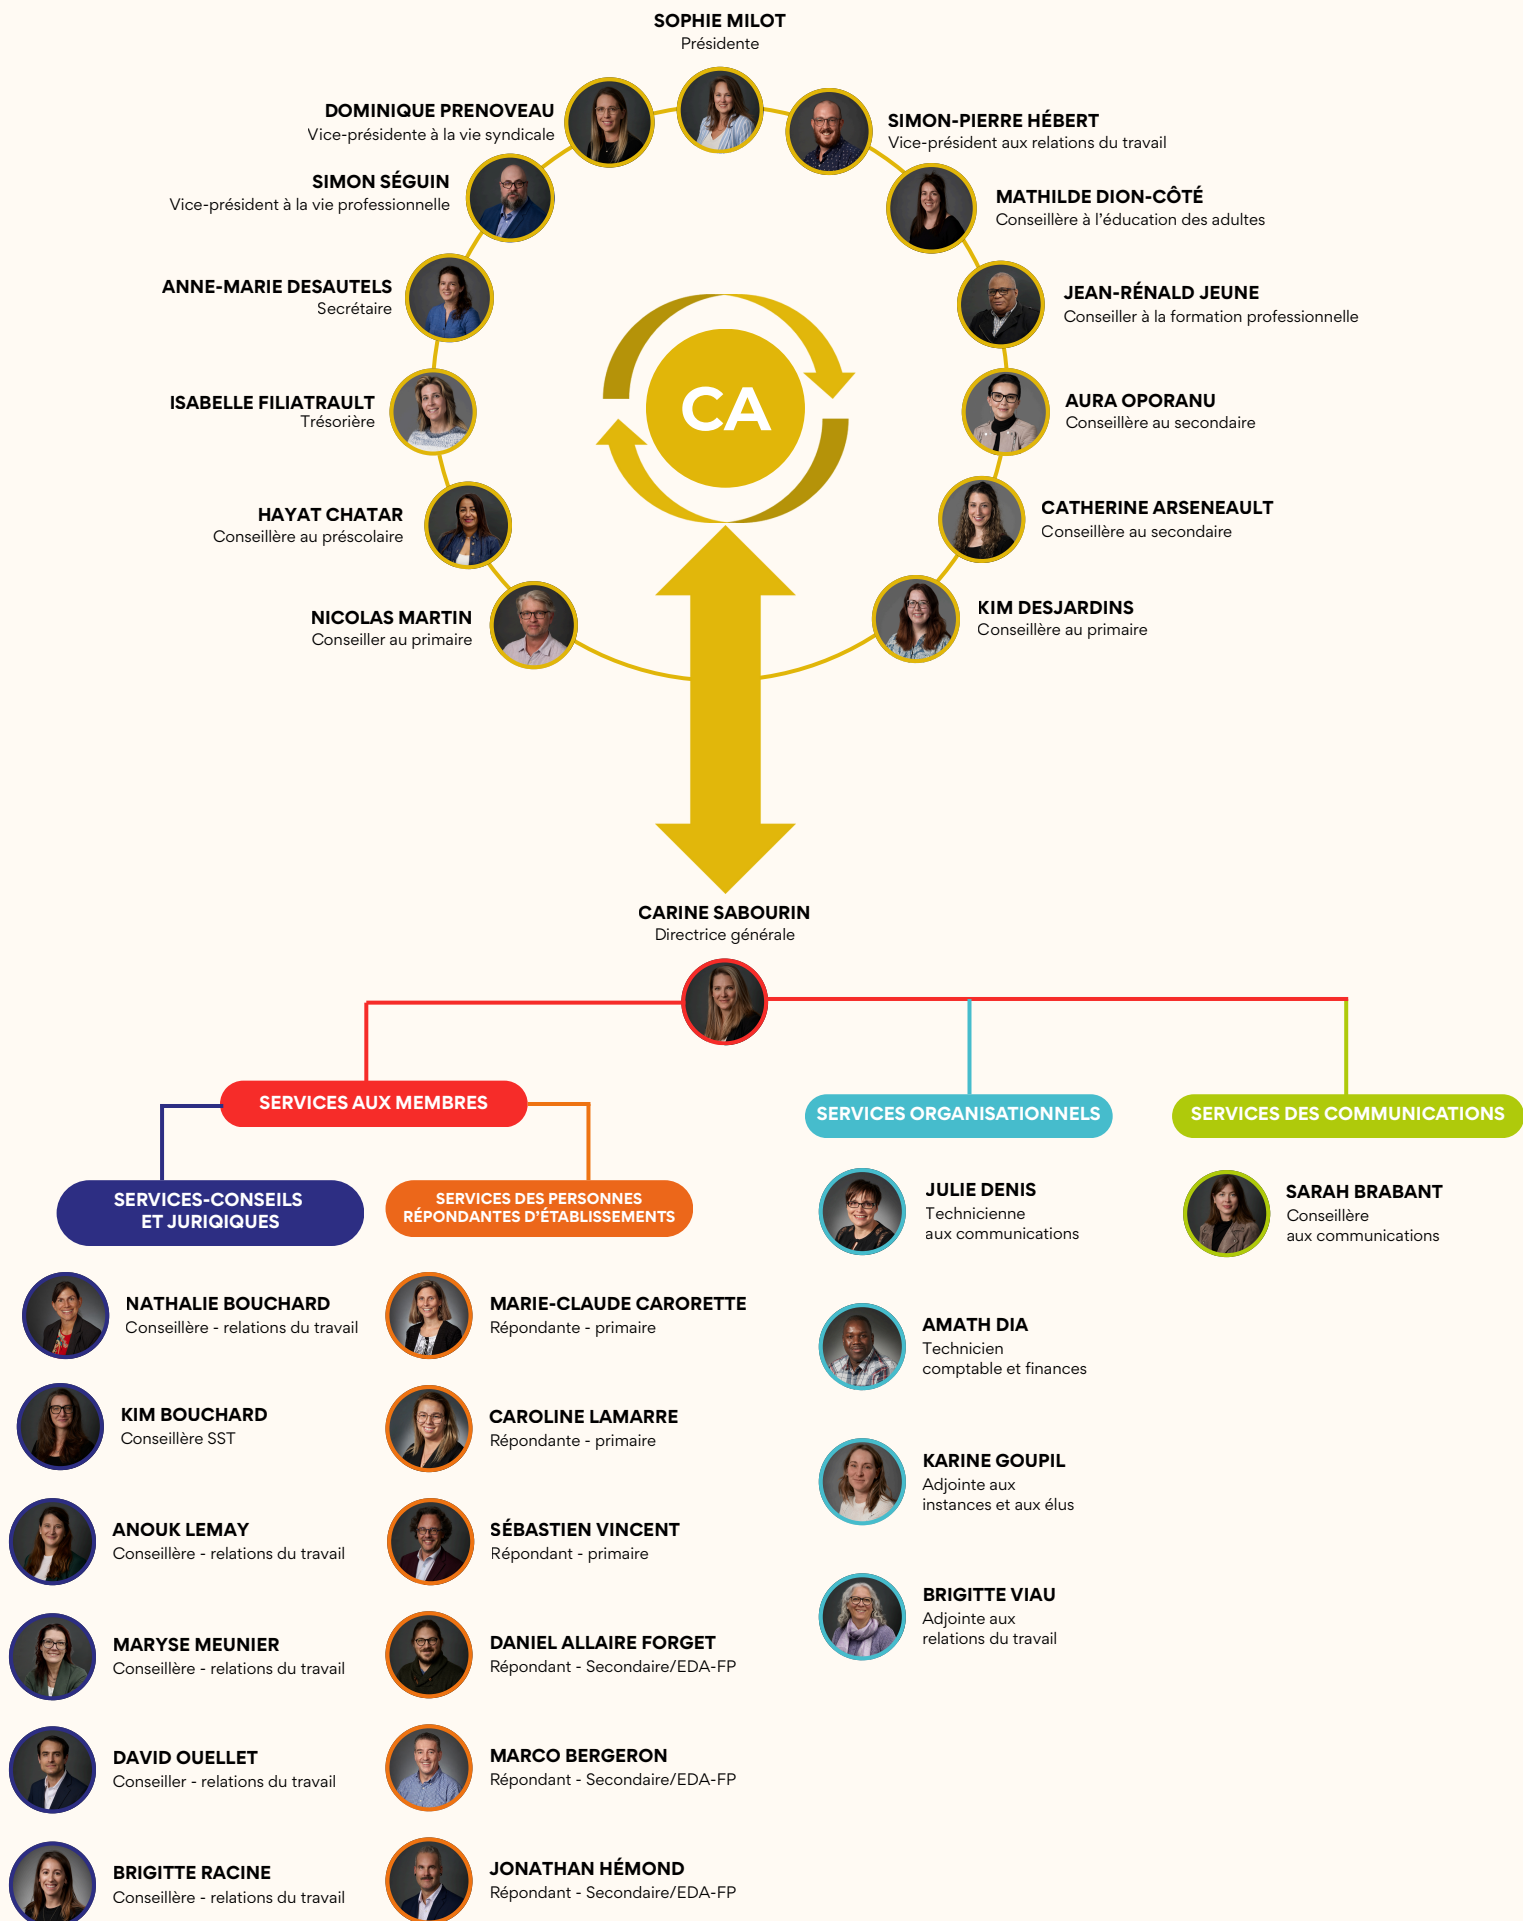 SOPHIE MILOT
Présidente
DOMINIQUE PRENOVEAU
Vice-présidente à la vie syndicale
SIMON-PIERRE HÉBERT
Vice-président aux relations du travail
SIMON SÉGUIN
Vice-président à la vie professionnelle
MATHILDE DION-CÔTÉ
Conseillère à l'éducation des adultes
ANNE-MARIE DESAUTELS
Secrétaire
JEAN-RÉNALD JEUNE
Conseiller à la formation professionnelle
ISABELLE FILIATRAULT
Trésorière
CA
AURA OPORANU
Conseillère au secondaire
HAYAT CHATAR
Conseillère au préscolaire
CATHERINE ARSENEAULT
Conseillère au secondaire
NICOLAS MARTIN
Conseiller au primaire
KIM DESJARDINS
Conseillère au primaire
CARINE SABOURIN
Directrice générale
SERVICES AUX MEMBRES
SERVICES-CONSEILS
ET JURIQIQUES
NATHALIE BOUCHARD
Conseillère - relations du travail
KIM BOUCHARD
Conseillère SST
ANOUK LEMAY
Conseillère - relations du travail
MARYSE MEUNIER
Conseillère - relations du travail
DAVID OUELLET
Conseiller - relations du travail
BRIGITTE RACINE
Conseillère - relations du travail
SERVICES DES PERSONNES
RÉPONDANTES D'ÉTABLISSEMENTS
MARIE-CLAUDE CARORETTE
Répondante - primaire
CAROLINE LAMARRE
Répondante - primaire
SÉBASTIEN VINCENT
Répondant - primaire
DANIEL ALLAIRE FORGET
Répondant - Secondaire/EDA-FP
MARCO BERGERON
Répondant - Secondaire/EDA-FP
JONATHAN HÉMOND
Répondant - Secondaire/EDA-FP
SERVICES ORGANISATIONNELS
JULIE DENIS
Technicienne
aux communications
AMATH DIA
Technicien
comptable et finances
KARINE GOUPIL
Adjointe aux
instances et aux élus
BRIGITTE VIAU
Adjointe aux
relations du travail
SERVICES DES COMMUNICATIONS
SARAH BRABANT
Conseillère
aux communications